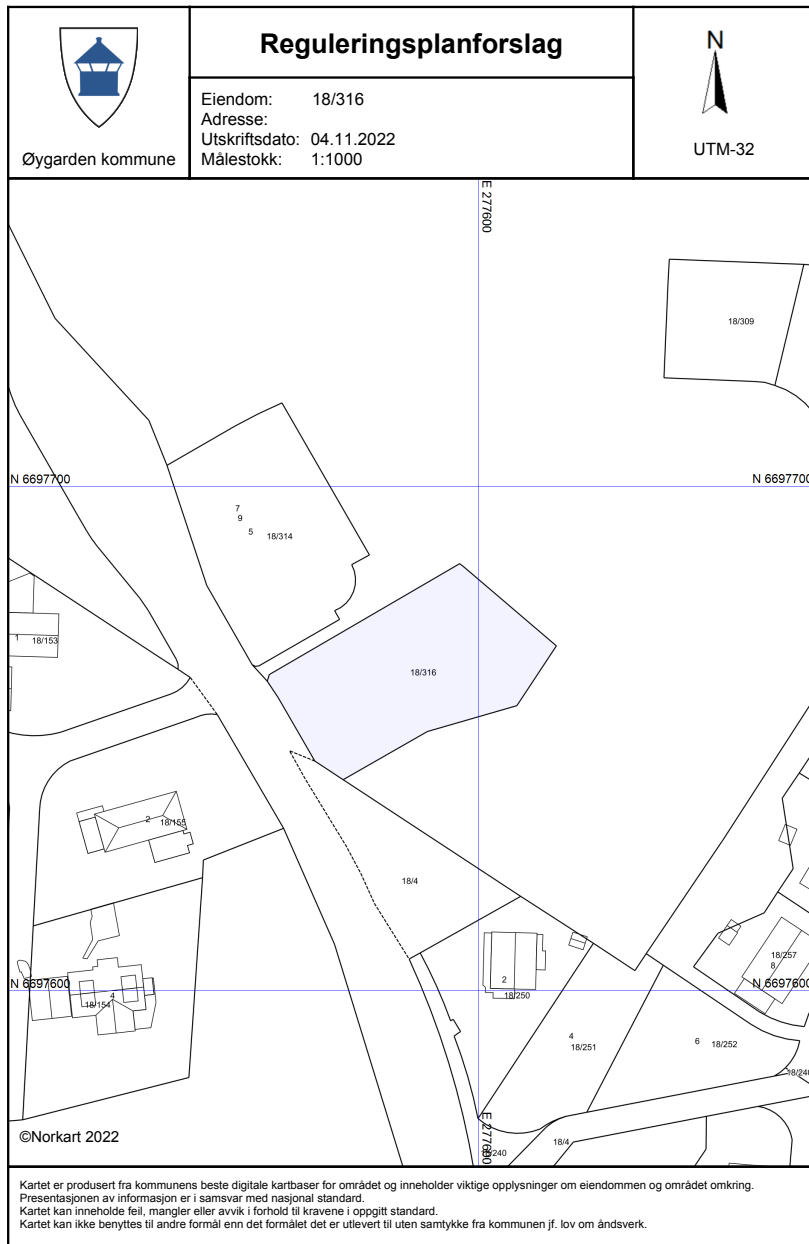 Reguleringsplanforslag
Øygarden kommune
Eiendom: 18/316
Adresse:
Utskriftsdato: 04.11.2022
Målestokk: 1:1000
N
UTM-32
E 277600
18/309
N 6697700
N 6697700
7
9
5
18/314
1
18/153
18/316
2
18/155
18/4
18/257
8
N 6697600
N 6697600
2
18/250
4
18/154
4
18/251
6
18/252
18/240
©Norkart 2022
E 277600
18/4
18/240
Kartet er produsert fra kommunens beste digitale kartbaser for området og inneholder viktige opplysninger om eiendommen og området omkring.
Presentasjonen av informasjon er i samsvar med nasjonal standard.
Kartet kan inneholde feil, mangler eller avvik i forhold til kravene i oppgitt standard.
Kartet kan ikke benyttes til andre formål enn det formålet det er utlevert til uten samtykke fra kommunen jf. lov om åndsverk.